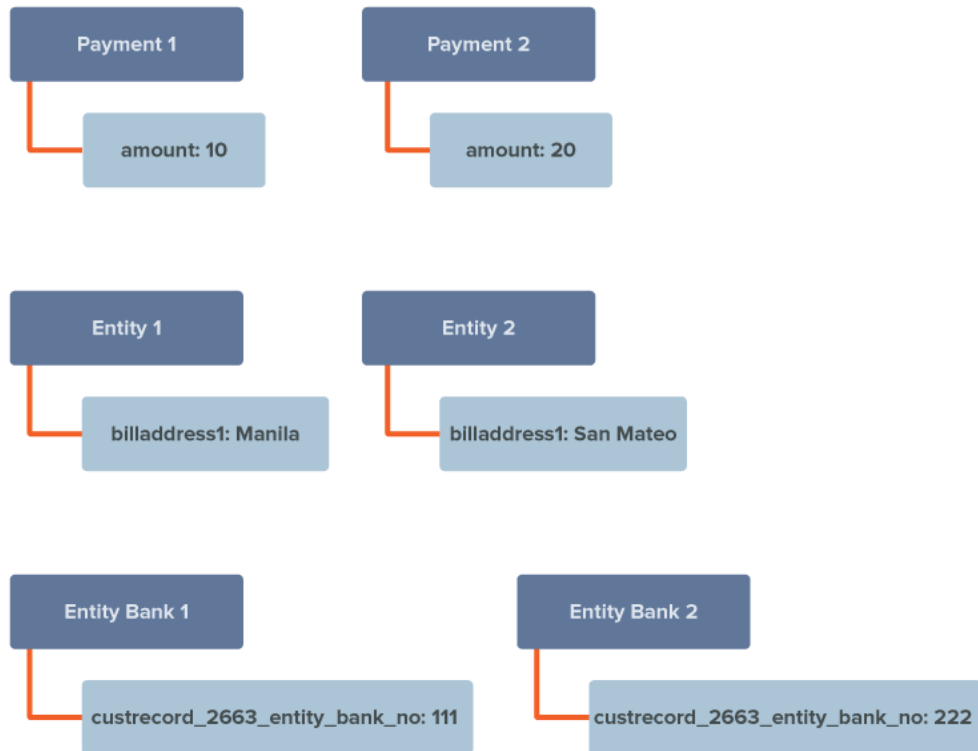 Payment 1
Payment 2
amount: 10
amount: 20
Entity 1
Entity 2
billaddress1: Manila
billaddress1: San Mateo
Entity Bank 1
Entity Bank 2
custrecord_2663_entity_bank_no: 111
custrecord_2663_entity_bank_no: 222